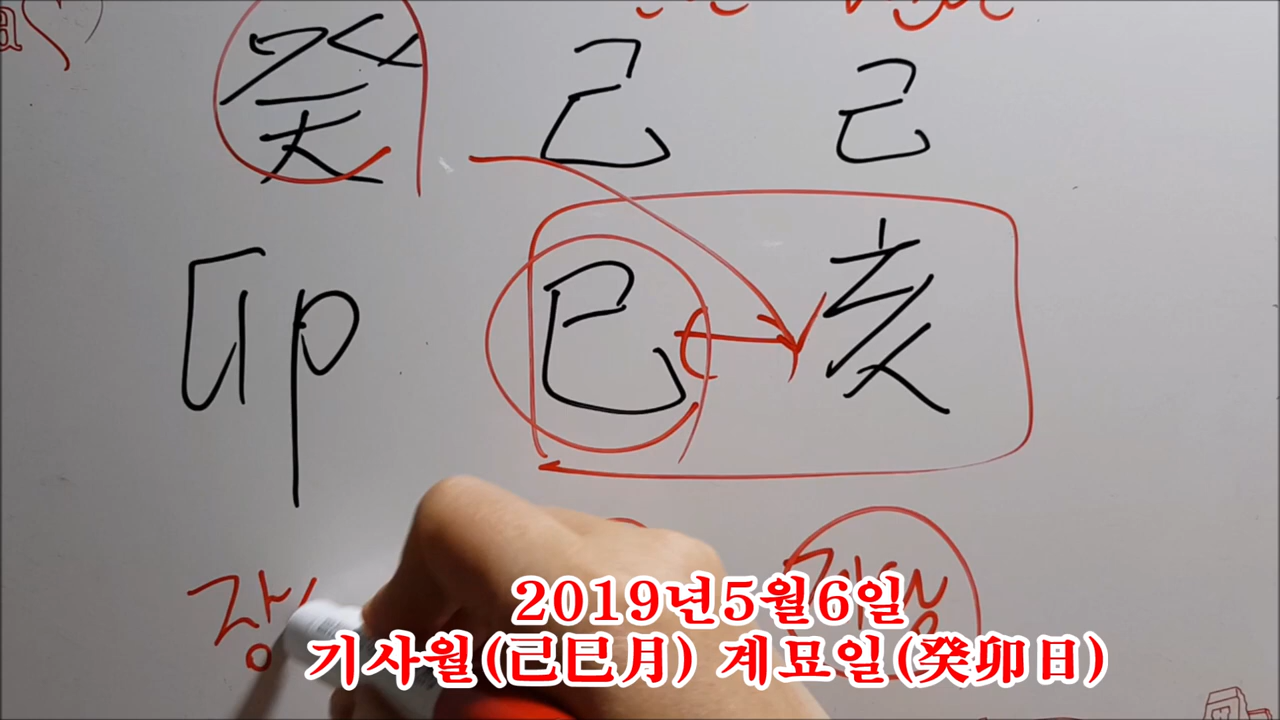 癸 己 己
卯 巳 亥
2019년5월6일
기사월(己巳月) 계묘일(癸卯日)